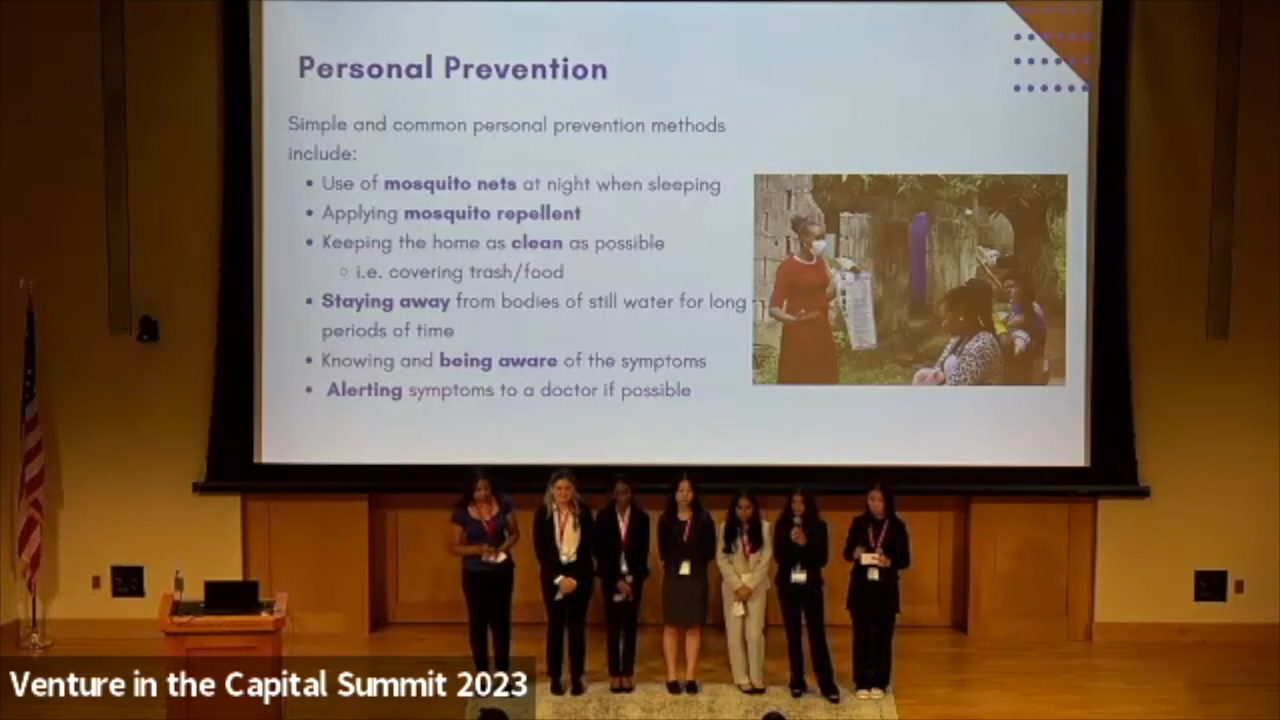 Personal Prevention
Simple and common personal prevention methods
include:
• Use of mosquito nets at night when sleeping
• Applying mosquito repellent
• Keeping the home as clean as possible
○ i.e. covering trash/food
• Staying away from bodies of still water for long
periods of time
• Knowing and being aware of the symptoms
• Alerting symptoms to a doctor if possible
Venture in the Capital Summit 2023